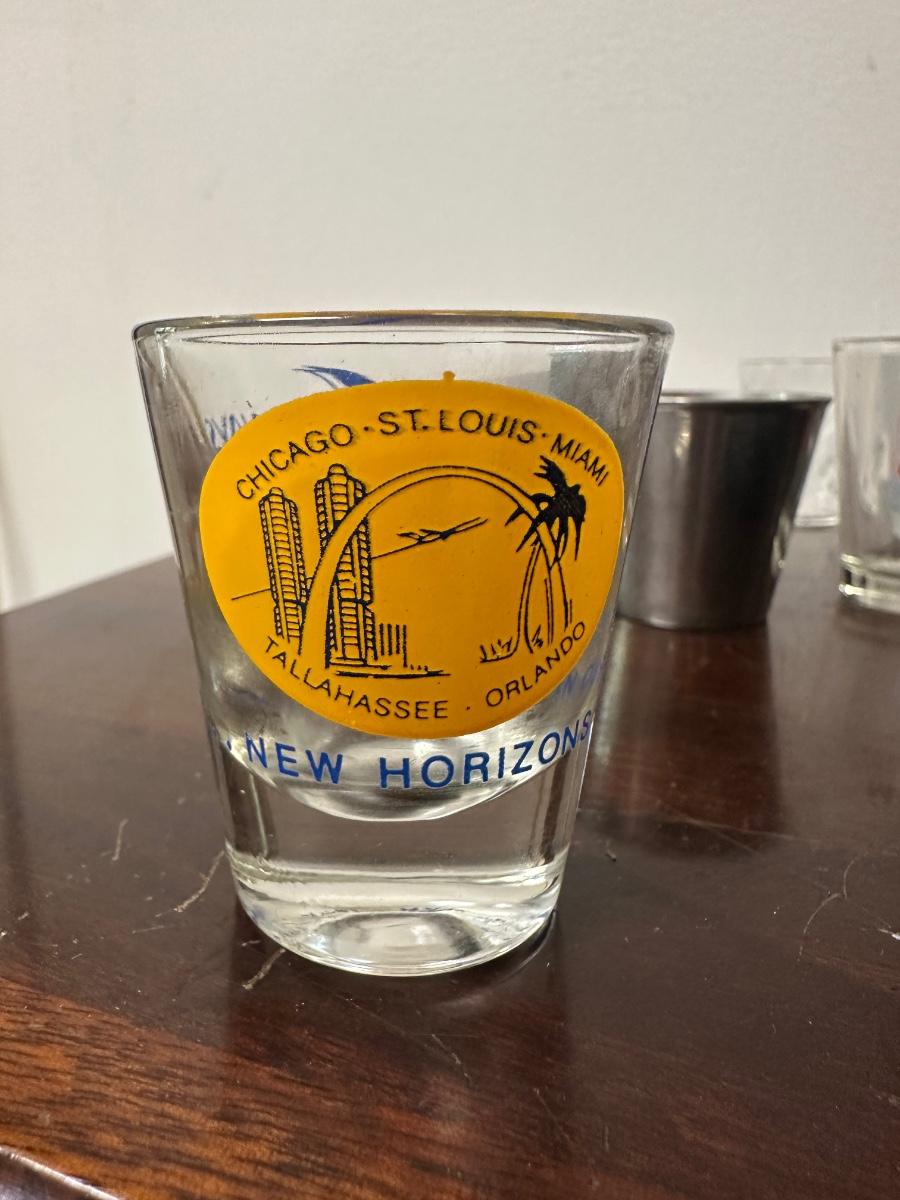 CHICAGO · ST. LOUIS · MIAMI
TALLAHASSEE · ORLANDO
NEW HORIZONS